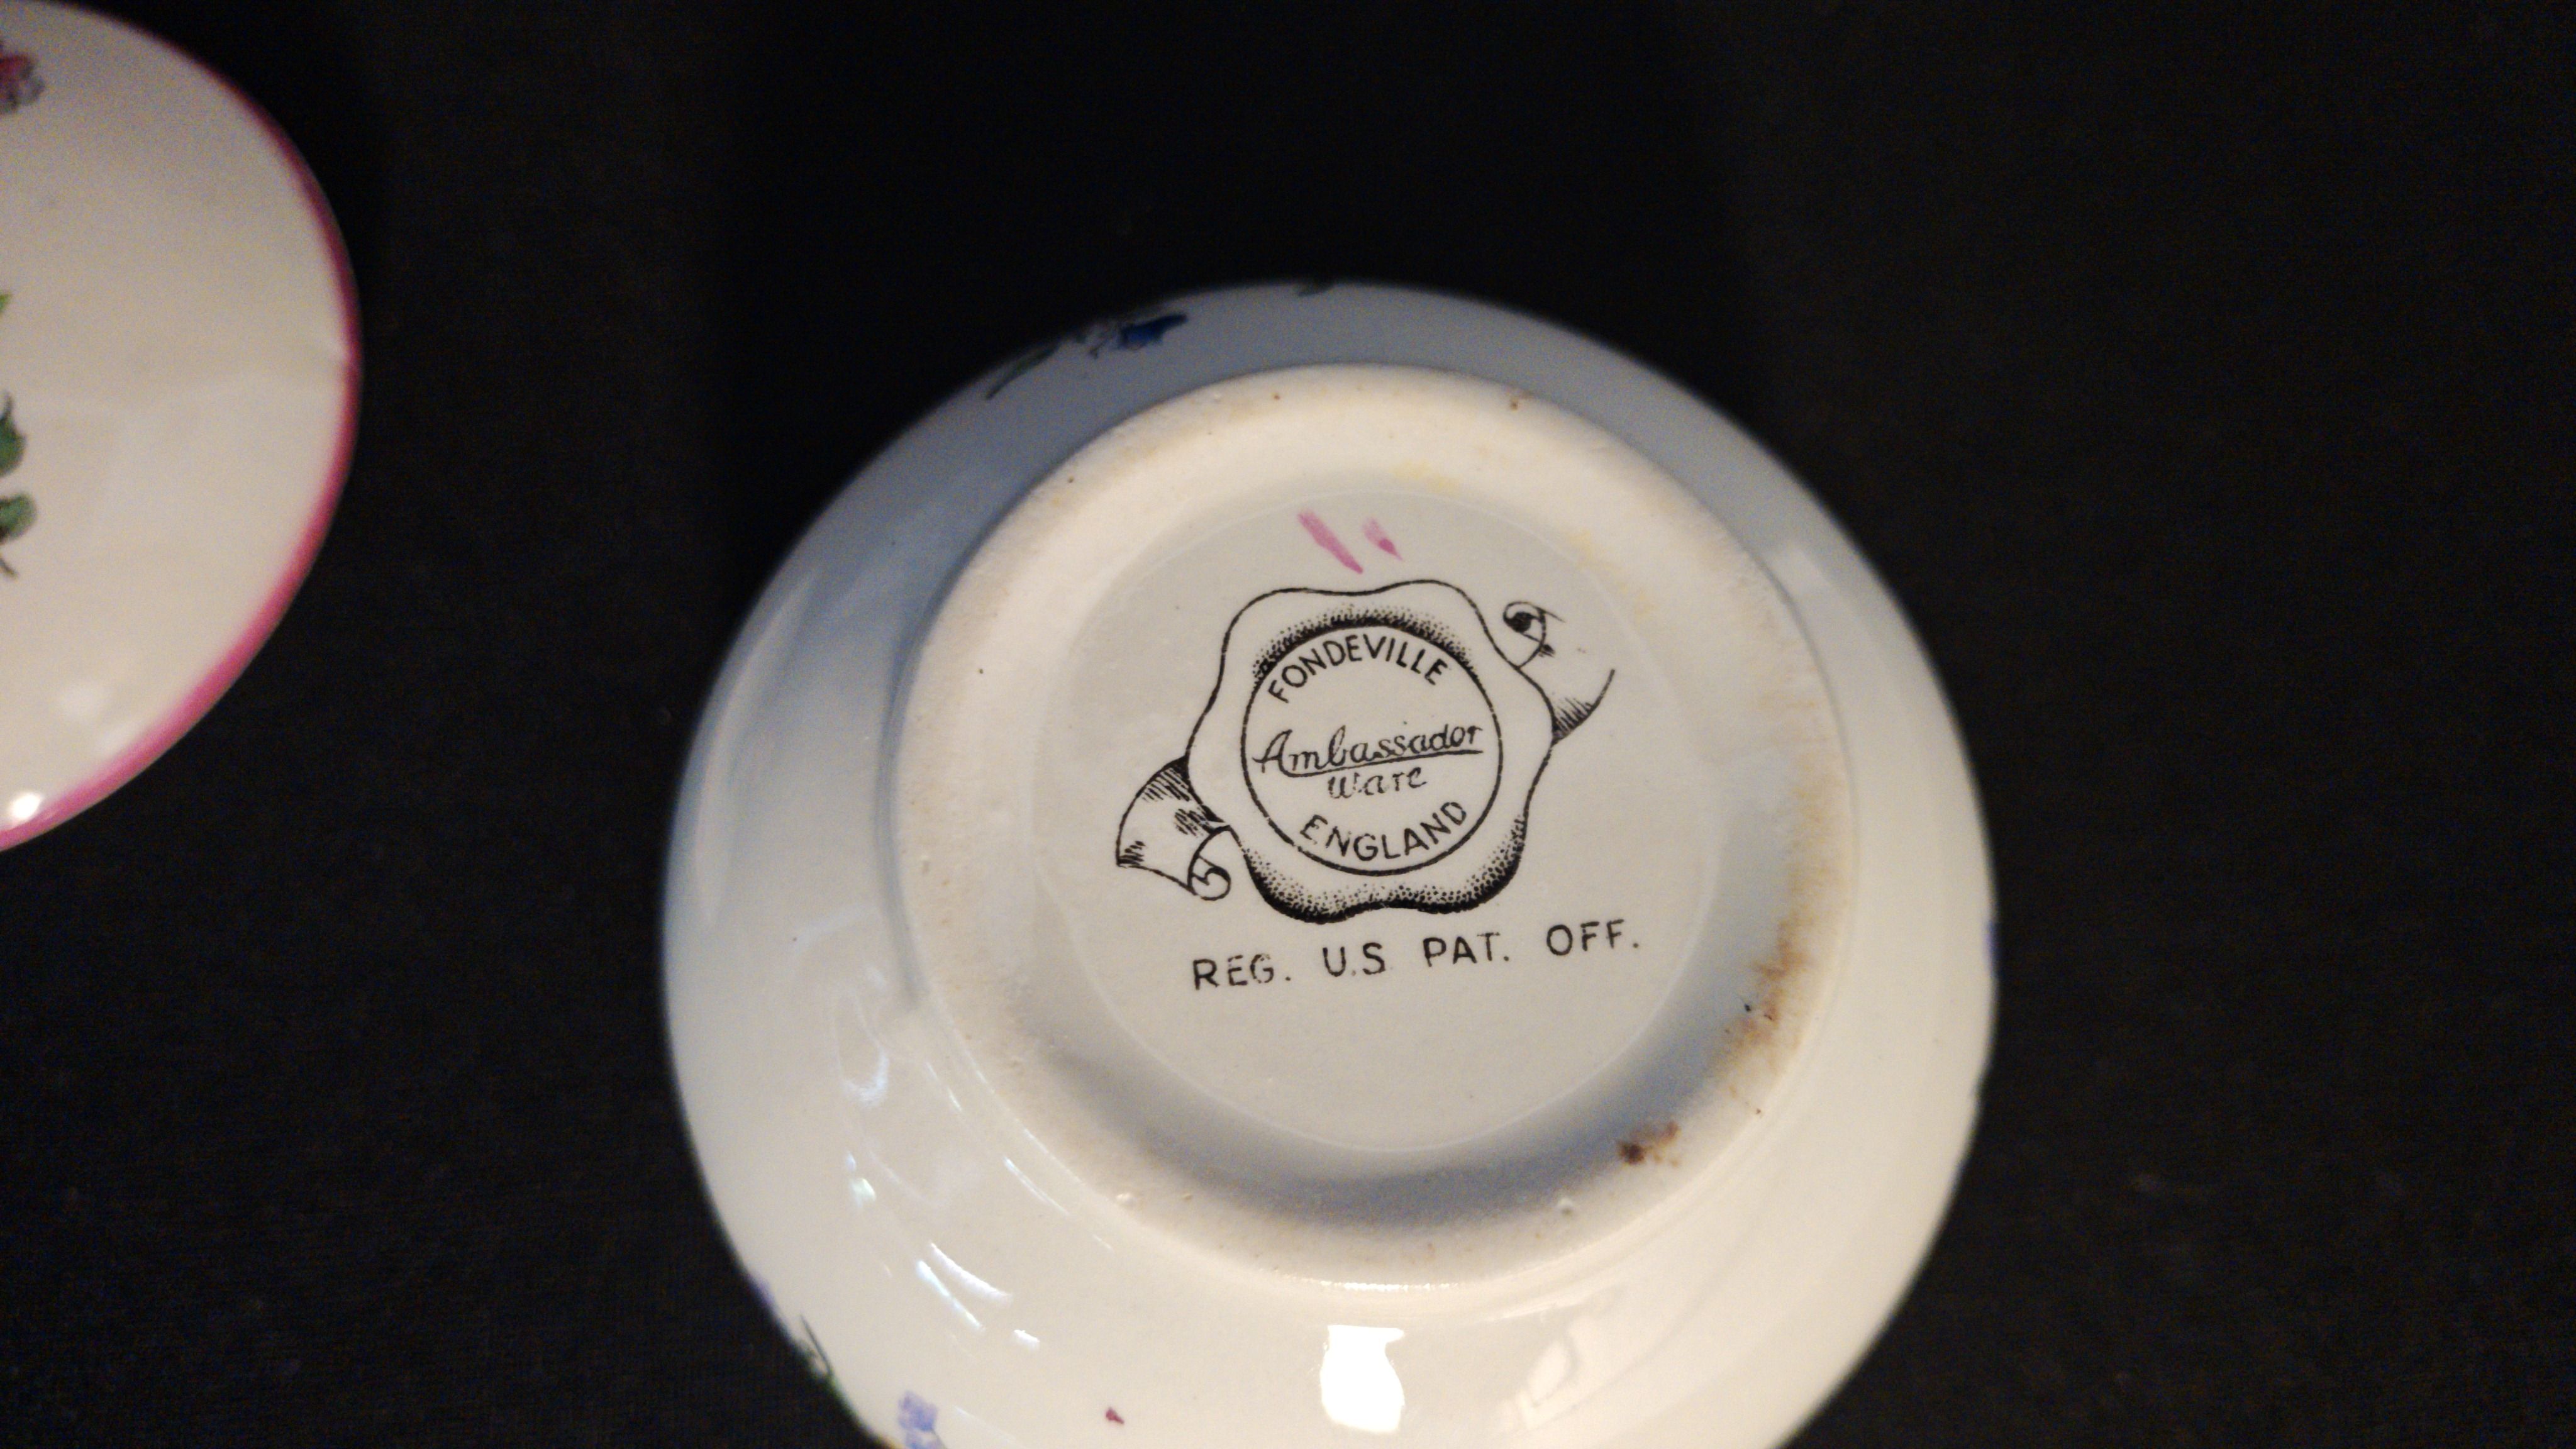 FONDEVILLE
Ambassador
Ware
ENGLAND
REG. U.S. PAT. OFF.